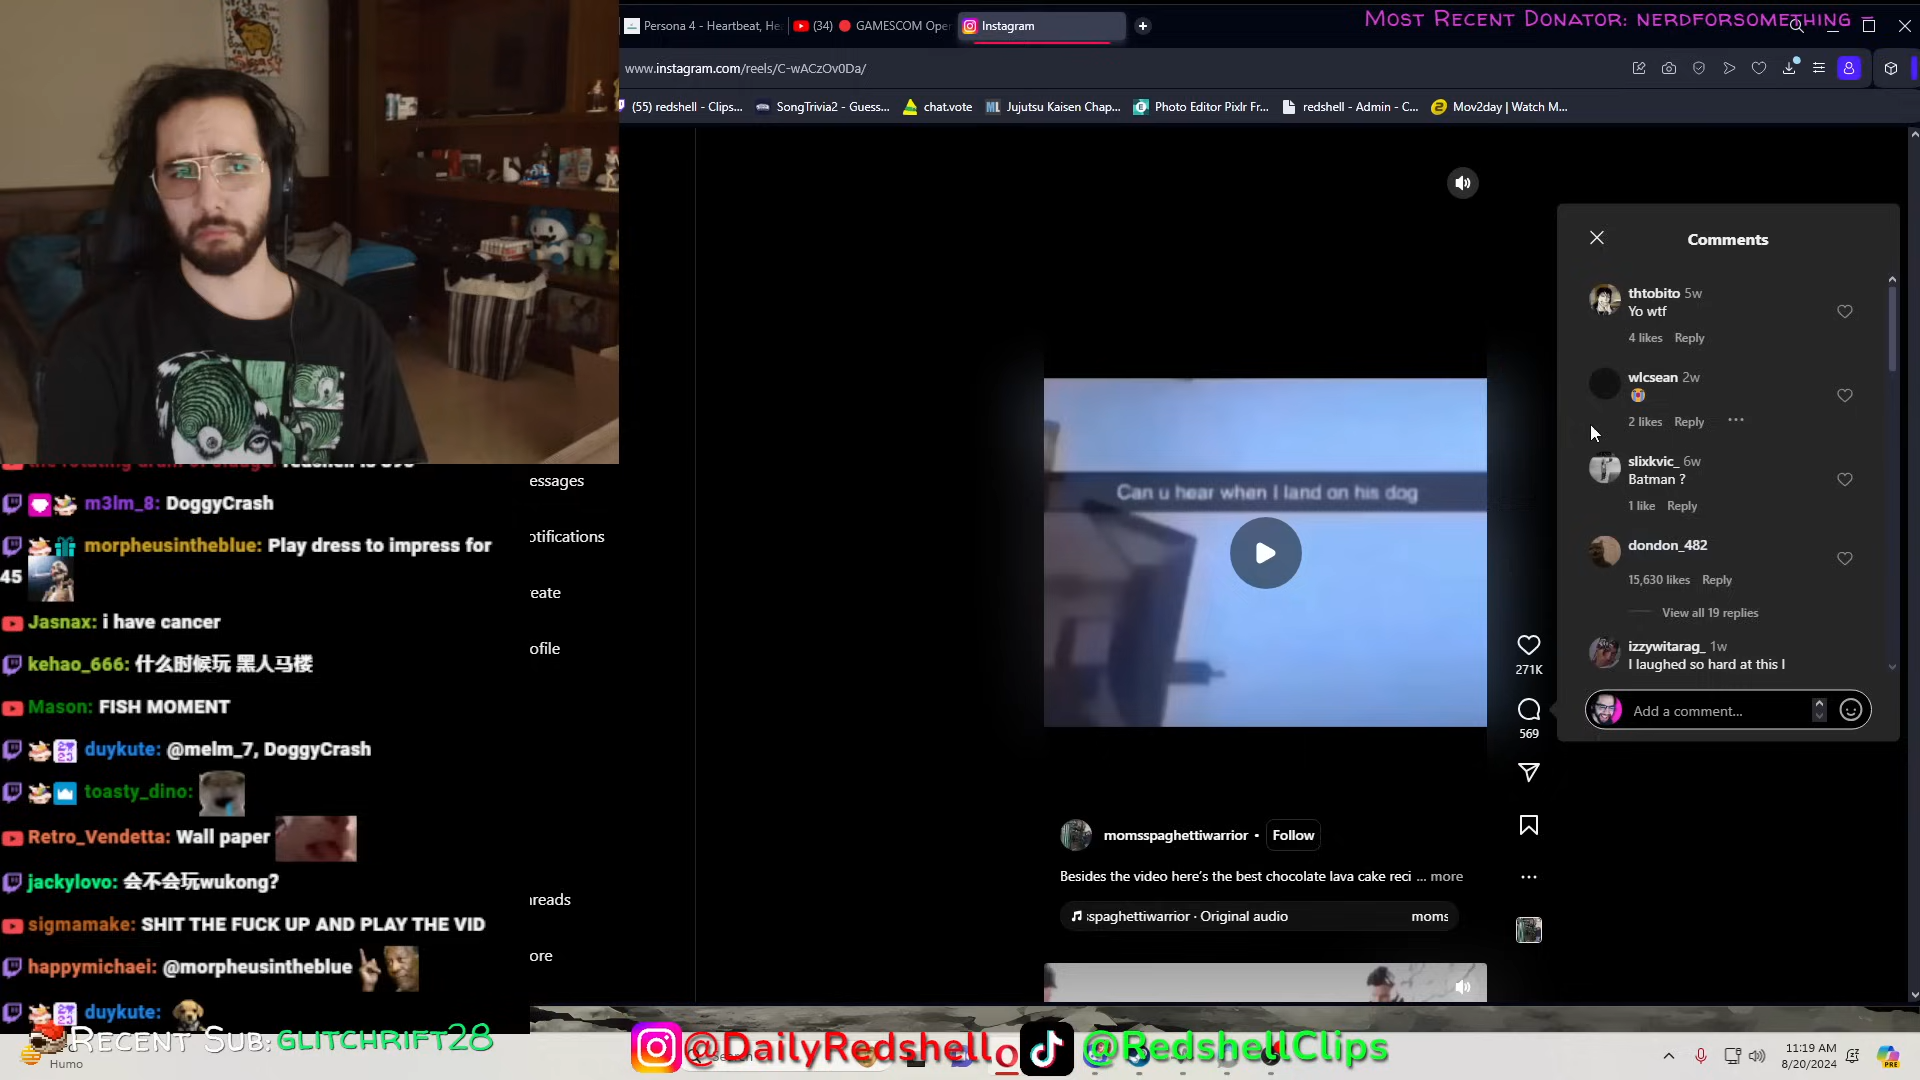 Persona 4 - Heartbeat, He
(34)
GAMESCOM Ope
Instagram
MOST RECENT DONATOR: NERDFORSOMETHING
www.instagram.com/reels/C-wACzOv0Da/
(55) redshell - Clips...
SongTrivia2 - Guess...
chat.vote
Jujutsu Kaisen Chap...
Photo Editor Pixlr Fr...
redshell - Admin - C...
Mov2day | Watch M...
Comments
thtobito 5w
Yo wtf
4 likes Reply
wlcsean 2w
2 likes Reply
slixkvic_ 6w
Batman ?
1 like Reply
dondon_482
15,630 likes Reply
View all 19 replies
izzywitarag_ 1w
I laughed so hard at this I
Add a comment...
Can u hear when I land on his dog
271K
569
momsspaghettiwarrior • Follow
Besides the video here's the best chocolate lava cake reci ... more
spaghettiwarrior · Original audio
moms
essages
otifications
eate
ofile
reads
ore
m3lm_8: DoggyCrash
morpheusintheblue: Play dress to impress for
45
Jasnax: i have cancer
kehao_666: 什么时候玩 黑人马楼
Mason: FISH MOMENT
duykute: @melm_7, DoggyCrash
toasty_dino:
Retro_Vendetta: Wall paper
jackylovo: 会不会玩wukong?
sigmamake: SHIT THE FUCK UP AND PLAY THE VID
happymichaei: @morpheusintheblue
duykute:
RECENT SUB: GLITCHRIFT28
Humo
@DailyRedshell
@RedshellClips
11:19 AM
8/20/2024